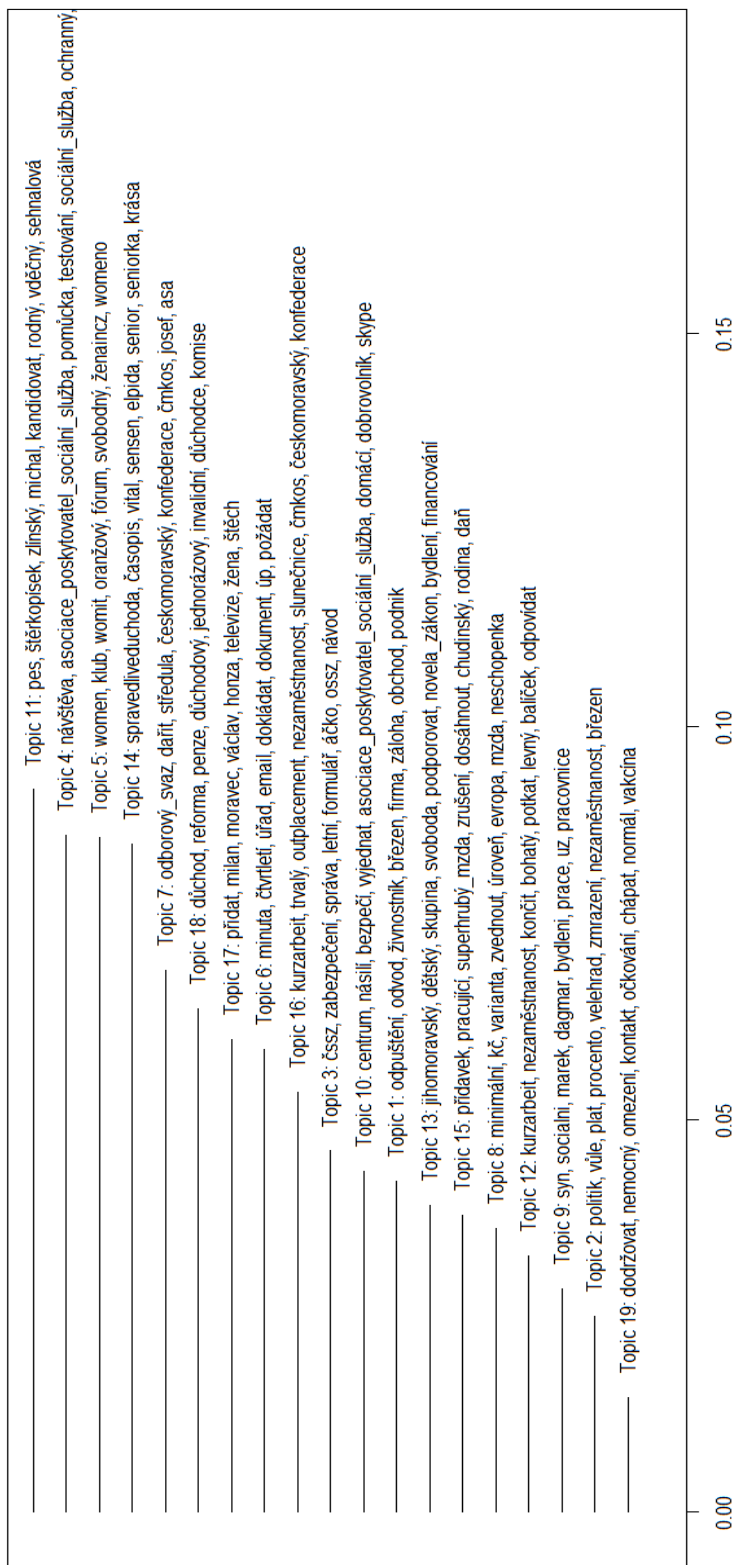 Topic 11: pes, štěrkopísek, zlínský, michal, kandidovat, rodný, vděčný, sehnalová
Topic 4: návštěva, asociace_poskytovatel_sociální_služba, pomůcka, testování, sociální_služba, ochranný,
Topic 5: women, klub, womit, oranžový, fórum, svobodný, ženaincz, womeno
Topic 14: spravedliveduchoda, časopis, vital, sensen, elpida, senior, seniorka, krása
Topic 7: odborový_svaz, dařit, středula, českomoravský, konfederace, čmkos, josef, asa
Topic 18: důchod, reforma, penze, důchodový, jednorázový, invalidní, důchodce, komise
Topic 17: přidat, milan, moravec, václav, honza, televize, žena, štěch
Topic 6: minuta, čtvrtletí, úřad, email, dokládat, dokument, úp, požádat
Topic 16: kurzarbeit, trvalý, outplacement, nezaměstnanost, slunečnice, čmkos, českomoravský, konfederace
Topic 3: čssz, zabezpečení, správa, letní, formulář, áčko, ossz, návod
Topic 10: centrum, násilí, bezpečí, vyjednat, asociace_poskytovatel_sociální_služba, domácí, dobrovolník, skype
Topic 1: odpuštění, odvod, živnostník, březen, firma, záloha, obchod, podnik
Topic 13: jihomoravský, dětský, skupina, svoboda, podporovat, novela_zákon, bydlení, financování
Topic 15: přídavek, pracující, superhrubý_mzda, zrušení, dosáhnout, chudinský, rodina, daň
Topic 8: minimální, kč, varianta, zvednout, úroveň, evropa, mzda, neschopenka
Topic 12: kurzarbeit, nezaměstnanost, končit, bohatý, potkat, levný, balíček, odpovídat
Topic 9: syn, socialni, marek, dagmar, bydleni, prace, uz, pracovnice
Topic 2: politik, vůle, plat, procento, velehrad, zmrazení, nezaměstnanost, březen
Topic 19: dodržovat, nemocný, omezení, kontakt, očkování, chápat, normál, vakcína
0.00
0.05
0.10
0.15